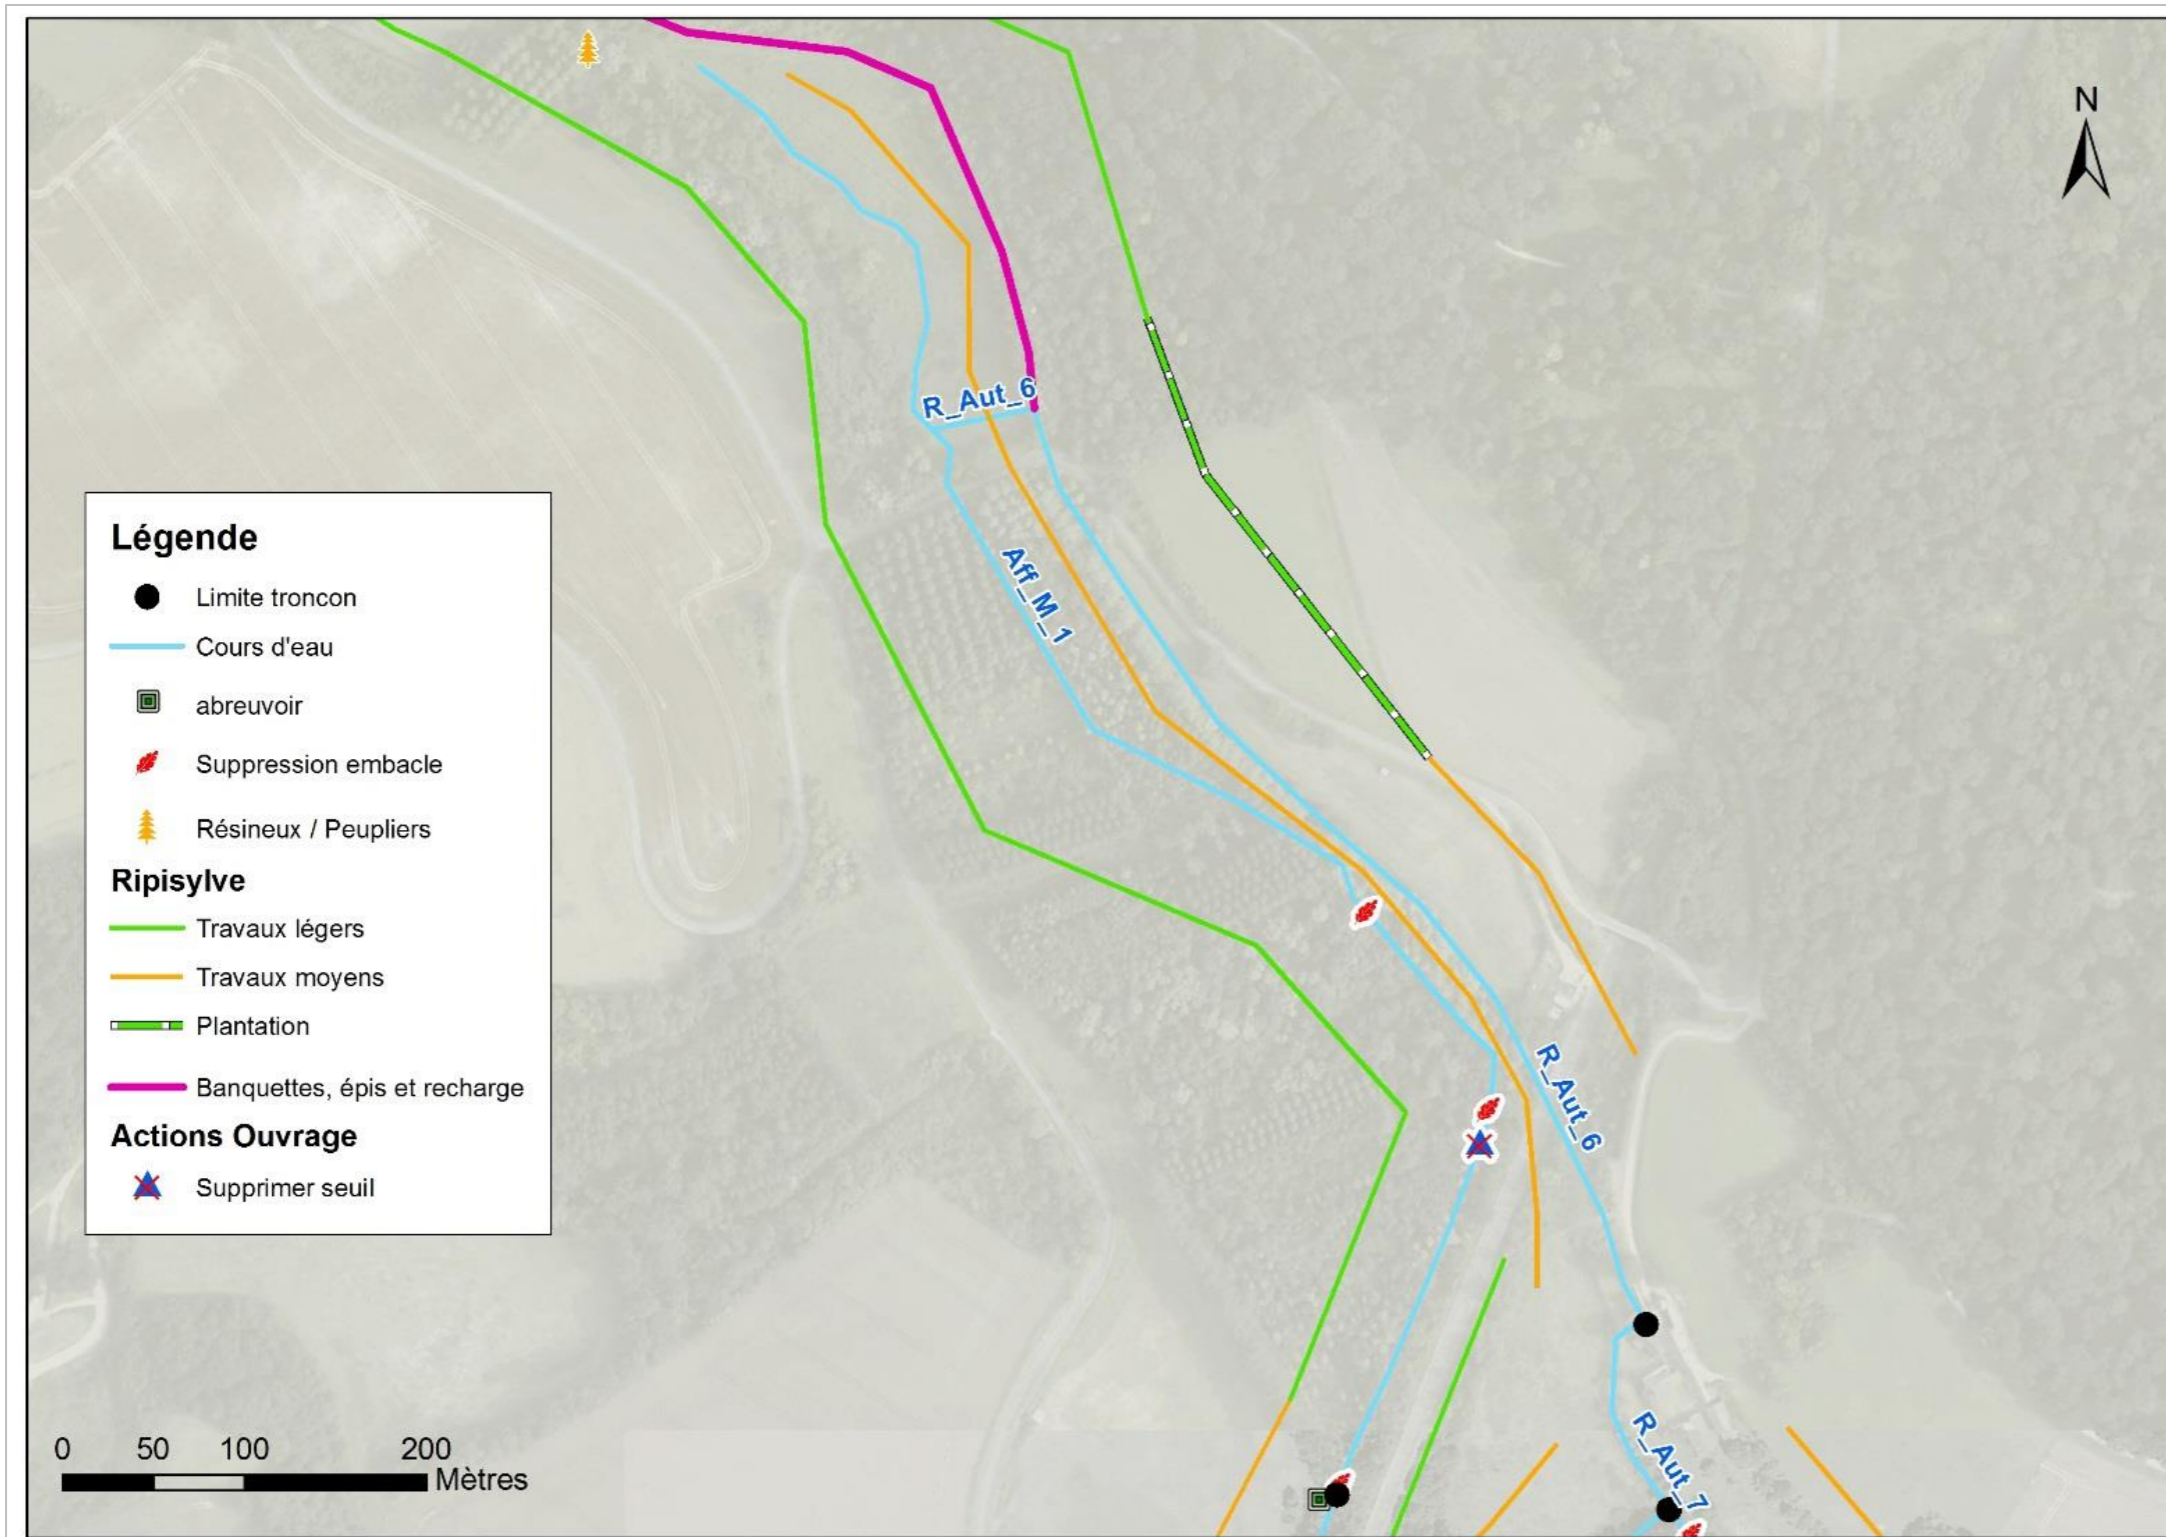 N
R_Aut_6
Aff_M_1
Légende
Limite troncon
Cours d'eau
abreuvoir
Suppression embacle
Résineux / Peupliers
Ripisylve
Travaux légers
Travaux moyens
Plantation
Banquettes, épis et recharge
Actions Ouvrage
Supprimer seuil
R_Aut_6
R_Aut_7
0 50 100 200
Mètres